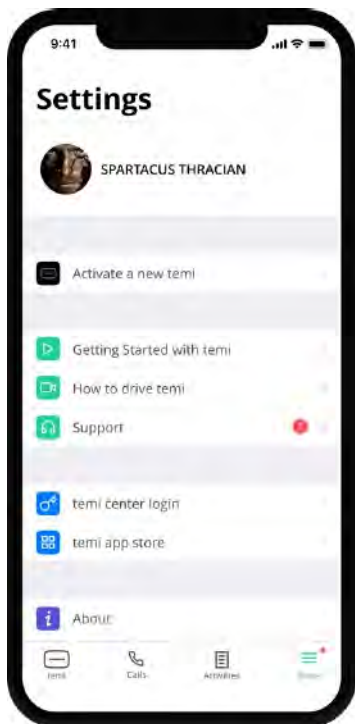 9:41
Settings
SPARTACUS THRACIAN
Activate a new temi
Getting Started with temi
How to drive temi
Support
temi center login
temi app store
About
temi
Calls
Activities